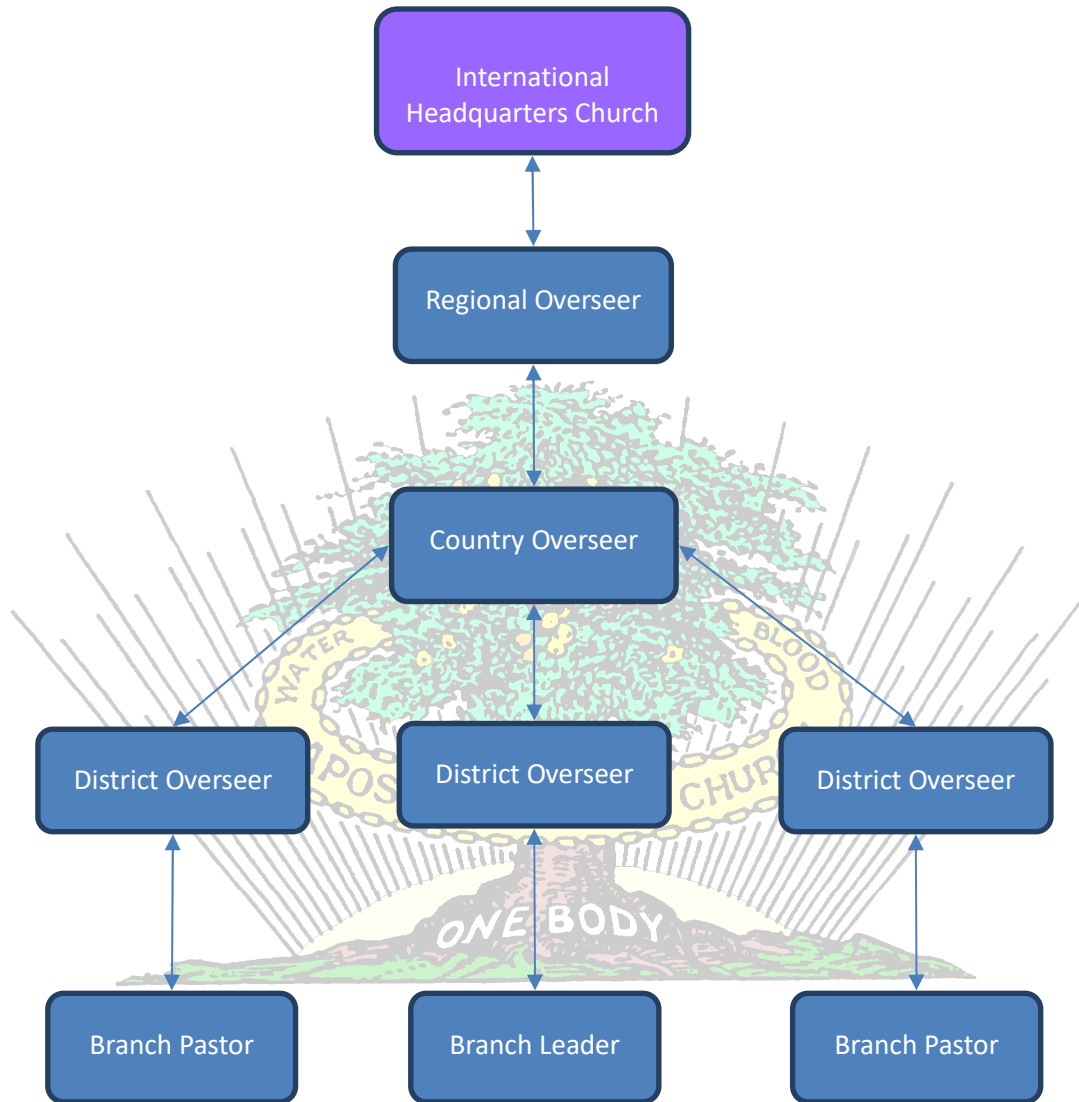 International
Headquarters Church
Regional Overseer
Country Overseer
WATER
BLOOD
District Overseer
District Overseer
District Overseer
ONE BODY
Branch Pastor
Branch Leader
Branch Pastor